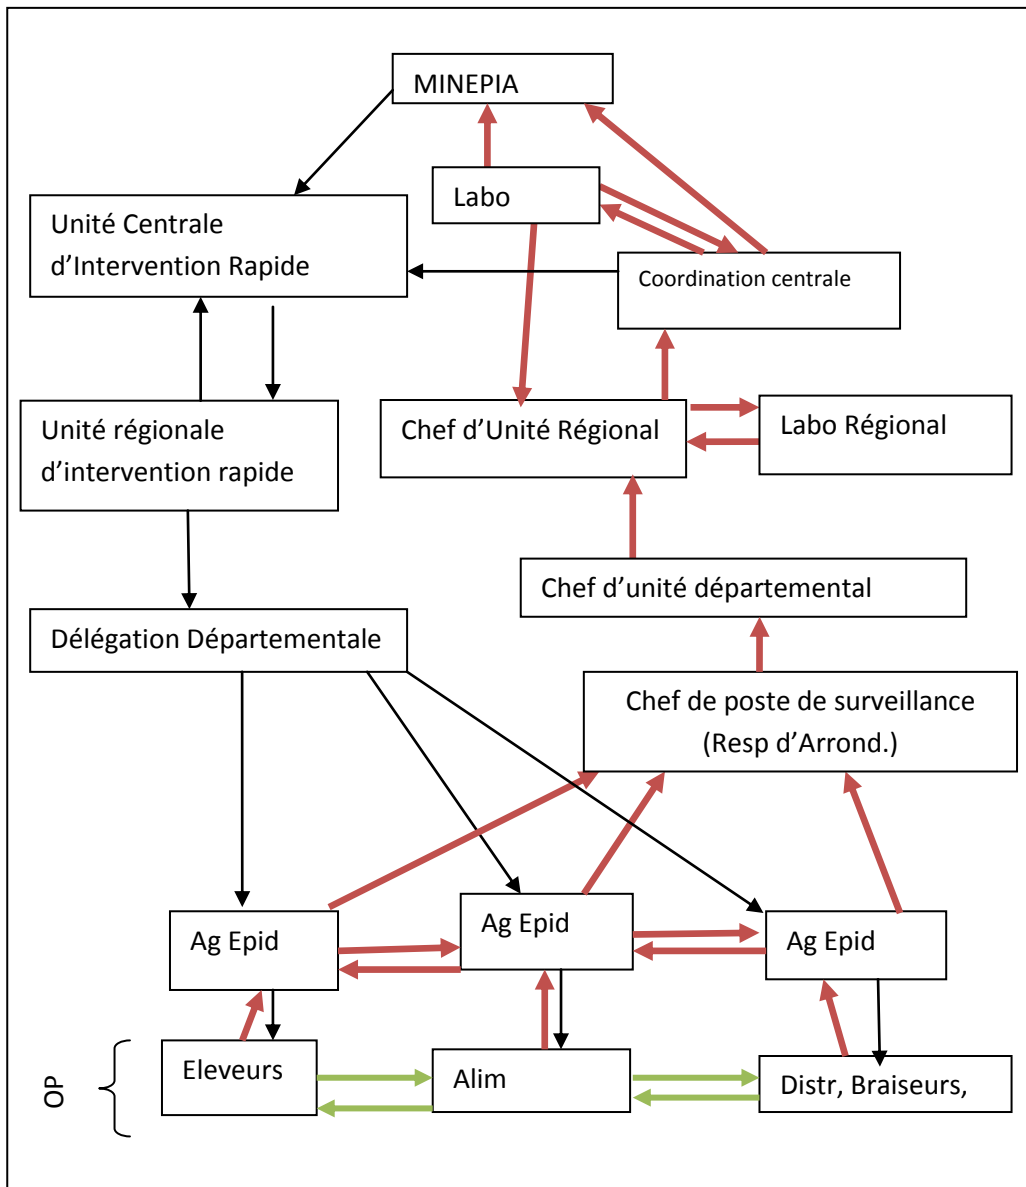 MINEPIA
Labo
Unité Centrale
d’Intervention Rapide
Coordination centrale
Unité régionale
d’intervention rapide
Chef d’Unité Régional
Labo Régional
Chef d’unité départemental
Délégation Départementale
Chef de poste de surveillance
(Resp d’Arrond.)
Ag Epid
Ag Epid
Ag Epid
OP
Eleveurs
Alim
Distr, Braiseurs,